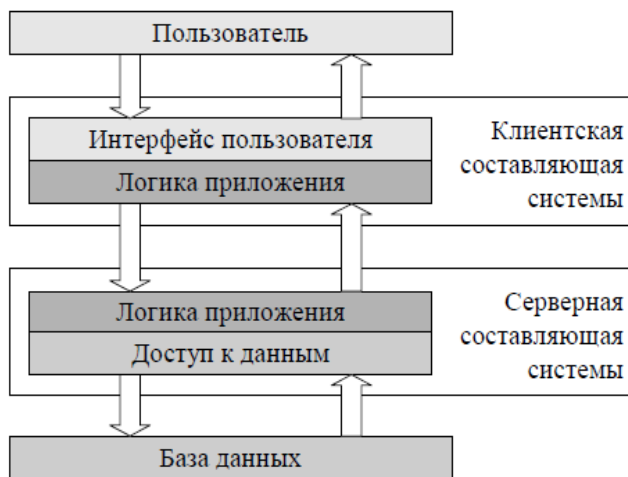 Пользователь
Интерфейс пользователя
Логика приложения
Клиентская
составляющая
системы
Логика приложения
Доступ к данным
Серверная
составляющая
системы
База данных